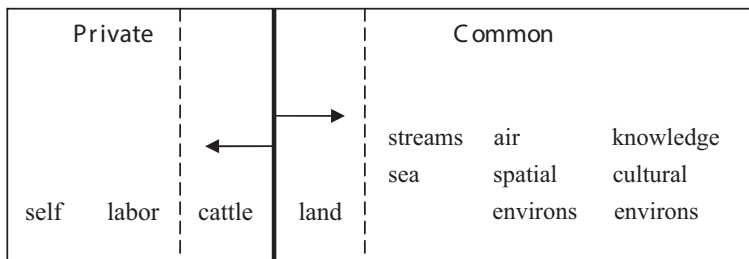 Private Common
streams air knowledge
sea spatial cultural
self labor cattle land environs environs